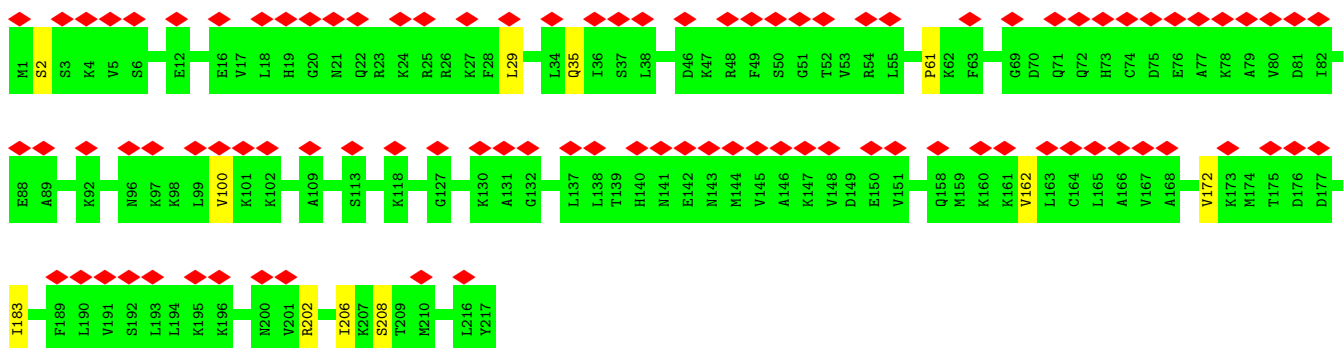 M1 S2 S3 K4 V5 S6 E12 E16 V17 L18 H19 G20 N21 Q22 R23 K24 R25 R26 K27 F28 L29 L34 Q35 I36 S37 L38 D46 K47 R48 F49 S50 G51 T52 V53 R54 L55 P61 K62 F63 G69 D70 Q71 Q72 H73 C74 D75 E76 A77 K78 A79 V80 D81 I82
E88 A89 K92 N96 K97 K98 L99 V100 K101 K102 A109 S113 K118 G127 K130 A131 G132 L137 L138 T139 H140 N141 E142 N143 M144 V145 A146 K147 V148 D149 E150 V151 Q158 M159 K160 K161 V162 L163 C164 L165 A166 V167 A168 V172 K173 M174 T175 D176 D177
I183 F189 L190 V191 S192 L193 L194 K195 K196 N200 V201 R202 I206 K207 S208 T209 M210 L216 Y217